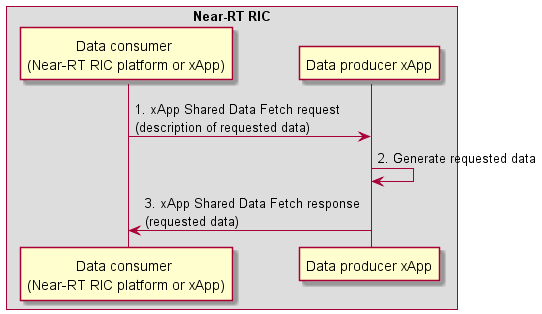 Near-RT RIC
Data consumer
(Near-RT RIC platform or xApp)
Data producer xApp
1. xApp Shared Data Fetch request
(description of requested data)
2. Generate requested data
3. xApp Shared Data Fetch response
(requested data)
Data consumer
(Near-RT RIC platform or xApp)
Data producer xApp